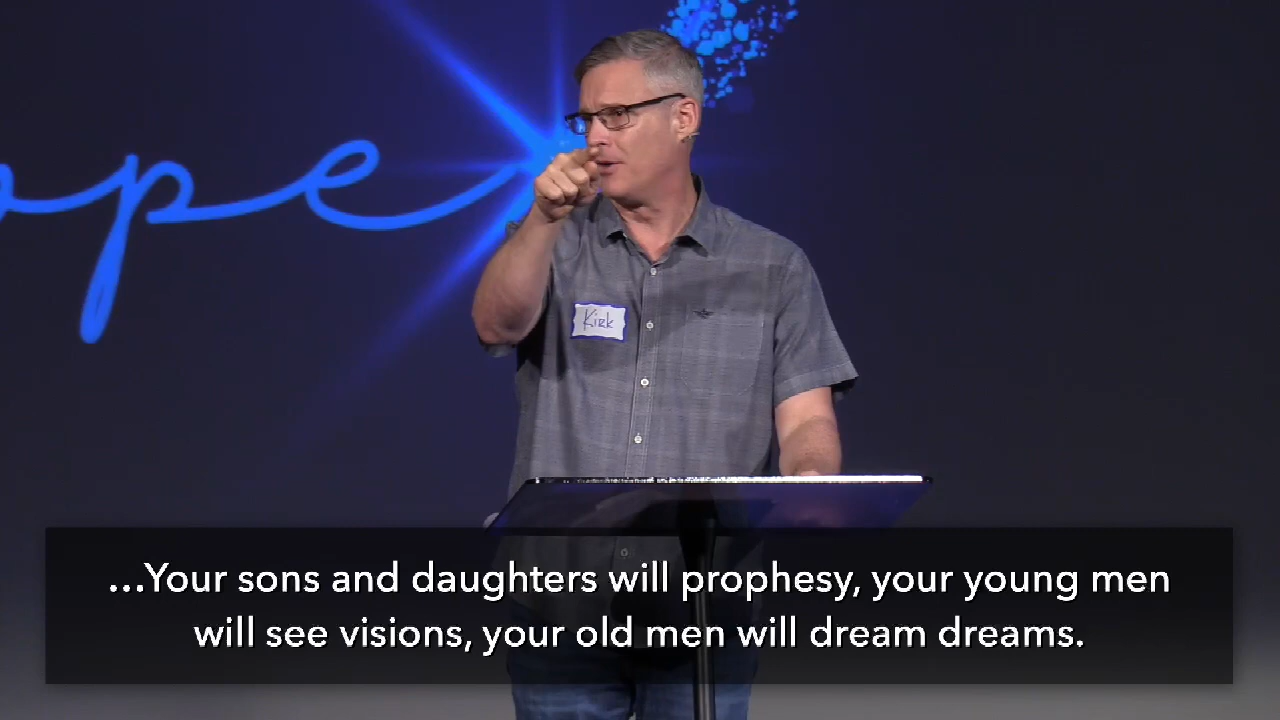 ope
Kirk
...Your sons and daughters will prophesy, your young men
will see visions, your old men will dream dreams.